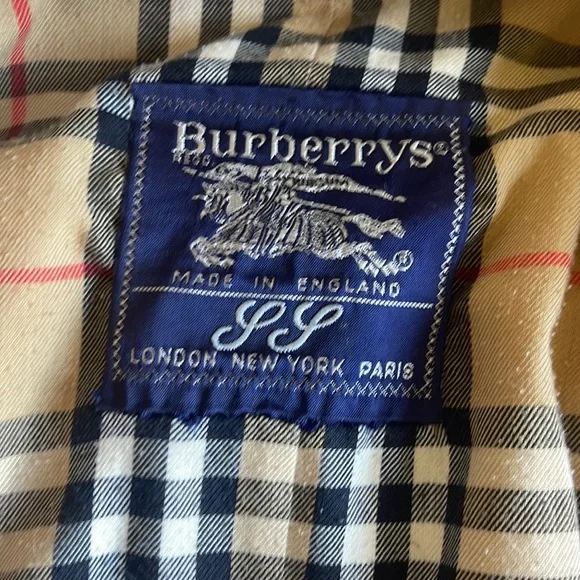 Burberrys®
REGD.
®
MADE IN ENGLAND
SS
LONDON NEW YORK PARIS